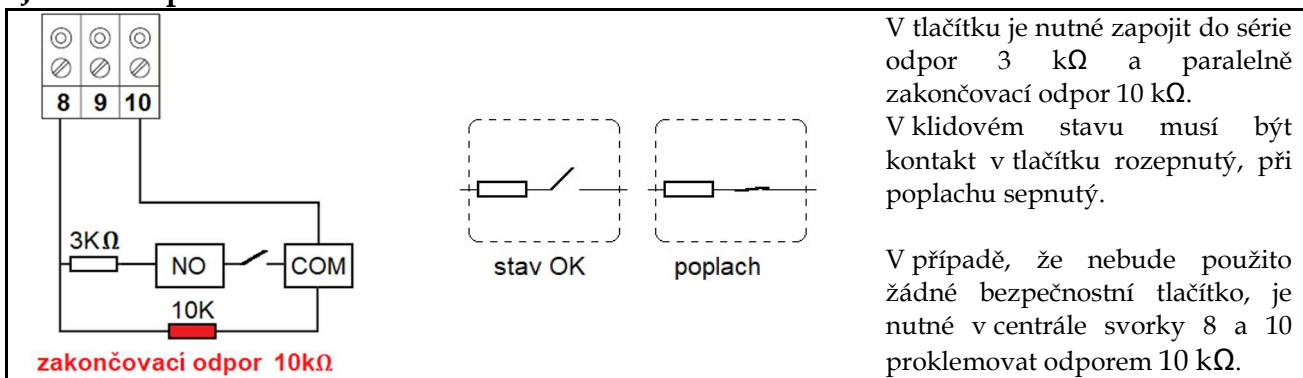 8 9 10
3KΩ
NO
COM
10K
zakončovací odpor 10kΩ
stav OK
poplach
V tlačítku je nutné zapojit do série
odpor 3 kΩ a paralelně
zakončovací odpor 10 kΩ.
V klidovém stavu musí být
kontakt v tlačítku rozepnutý, při
poplachu sepnutý.
V případě, že nebude použito
žádné bezpečnostní tlačítko, je
nutné v centrále svorky 8 a 10
proklemovat odporem 10 kΩ.